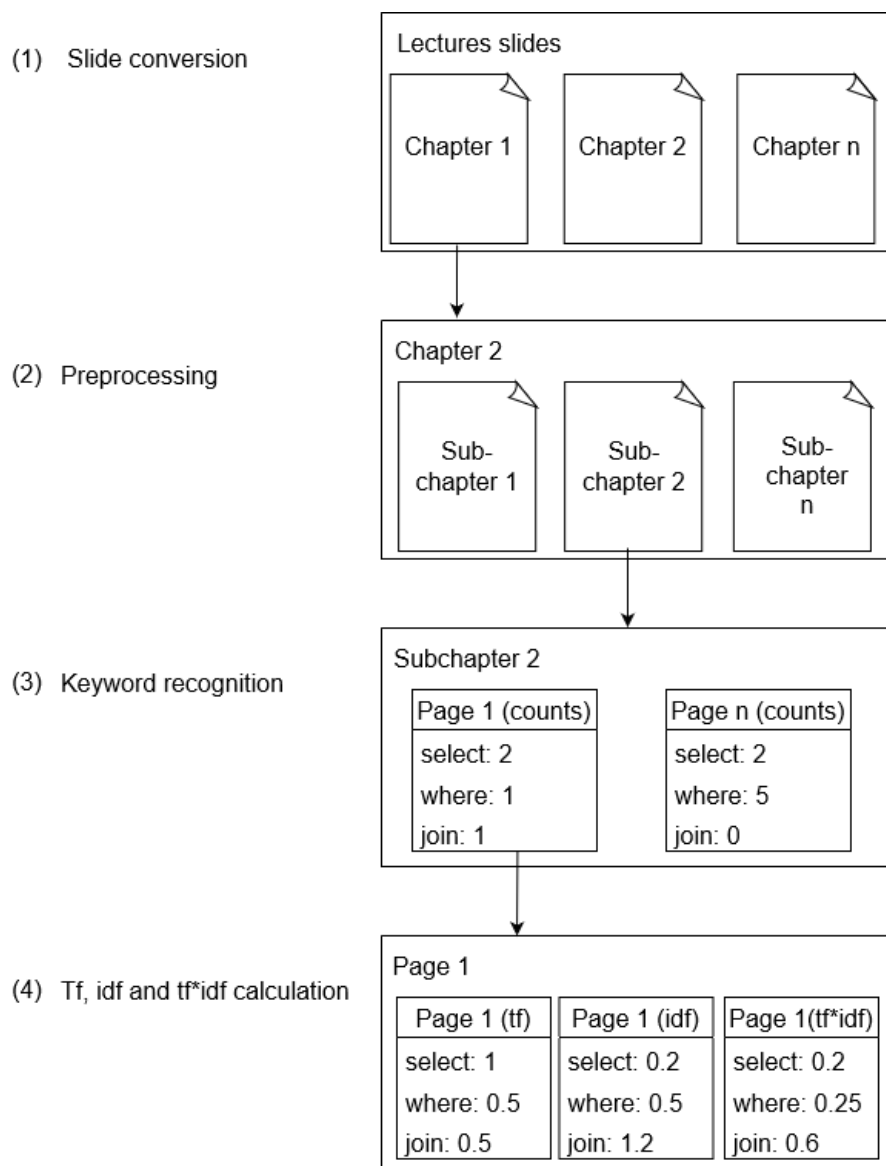 (1) Slide conversion
Lectures slides
Chapter 1
Chapter 2
Chapter n
(2) Preprocessing
Chapter 2
Sub-
chapter 1
Sub-
chapter 2
Sub-
chapter
n
(3) Keyword recognition
Subchapter 2
Page 1 (counts)
select: 2
where: 1
join: 1
Page n (counts)
select: 2
where: 5
join: 0
(4) Tf, idf and tf*idf calculation
Page 1
Page 1 (tf)
select: 1
where: 0.5
join: 0.5
Page 1 (idf)
select: 0.2
where: 0.5
join: 1.2
Page 1(tf*idf)
select: 0.2
where: 0.25
join: 0.6